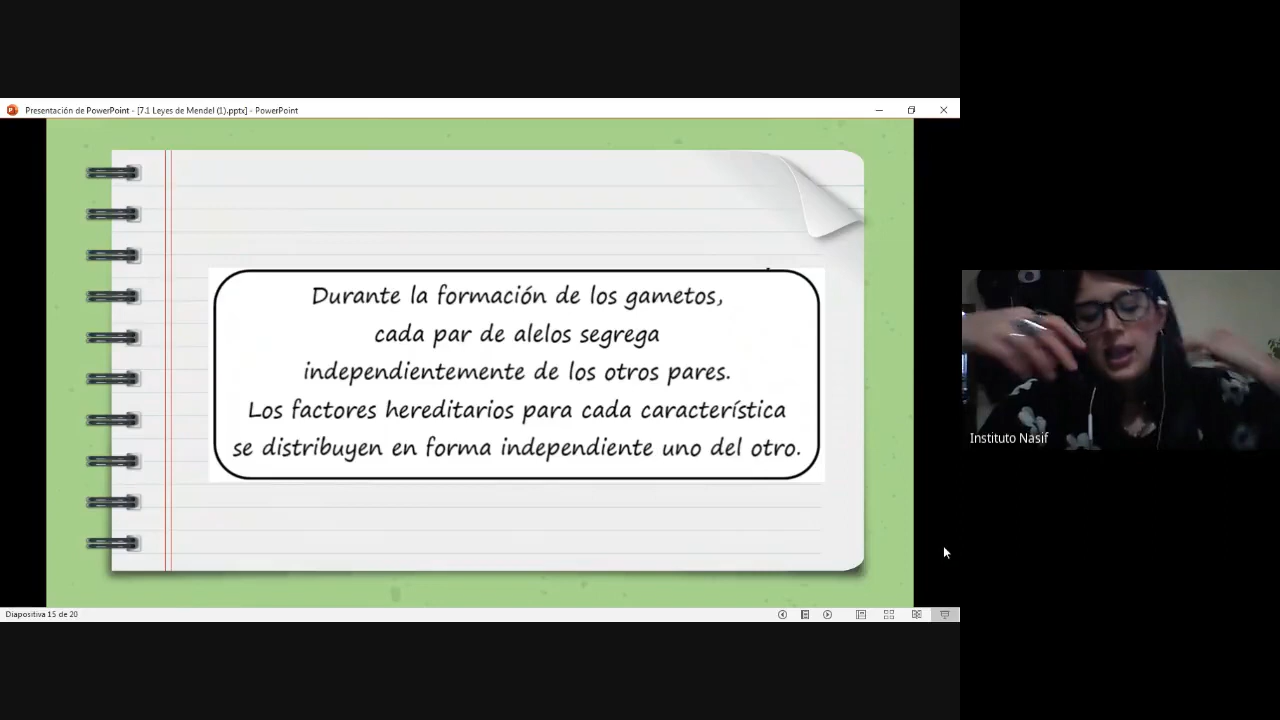 Presentación de PowerPoint - [7.1 Leyes de Mendel (1).pptx] - PowerPoint
Durante la formación de los gametos,
cada par de alelos segrega
independientemente de los otros pares.
Los factores hereditarios para cada característica
se distribuyen en forma independiente uno del otro.
Instituto Nasif
Diapositiva 15 de 20